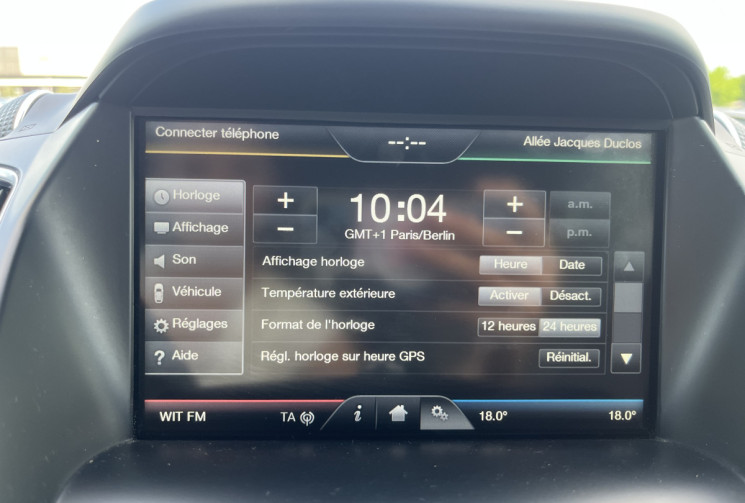 Connecter téléphone
--:--
Allée Jacques Duclos
Horloge
Affichage
Son
Véhicule
Réglages
? Aide
+ 10:04 + a.m.
− GMT+1 Paris/Berlin − p.m.
Affichage horloge Heure Date
Température extérieure Activer Désact.
Format de l'horloge 12 heures 24 heures
Régl. horloge sur heure GPS Réinitial.
WIT FM TA i 18.0° 18.0°